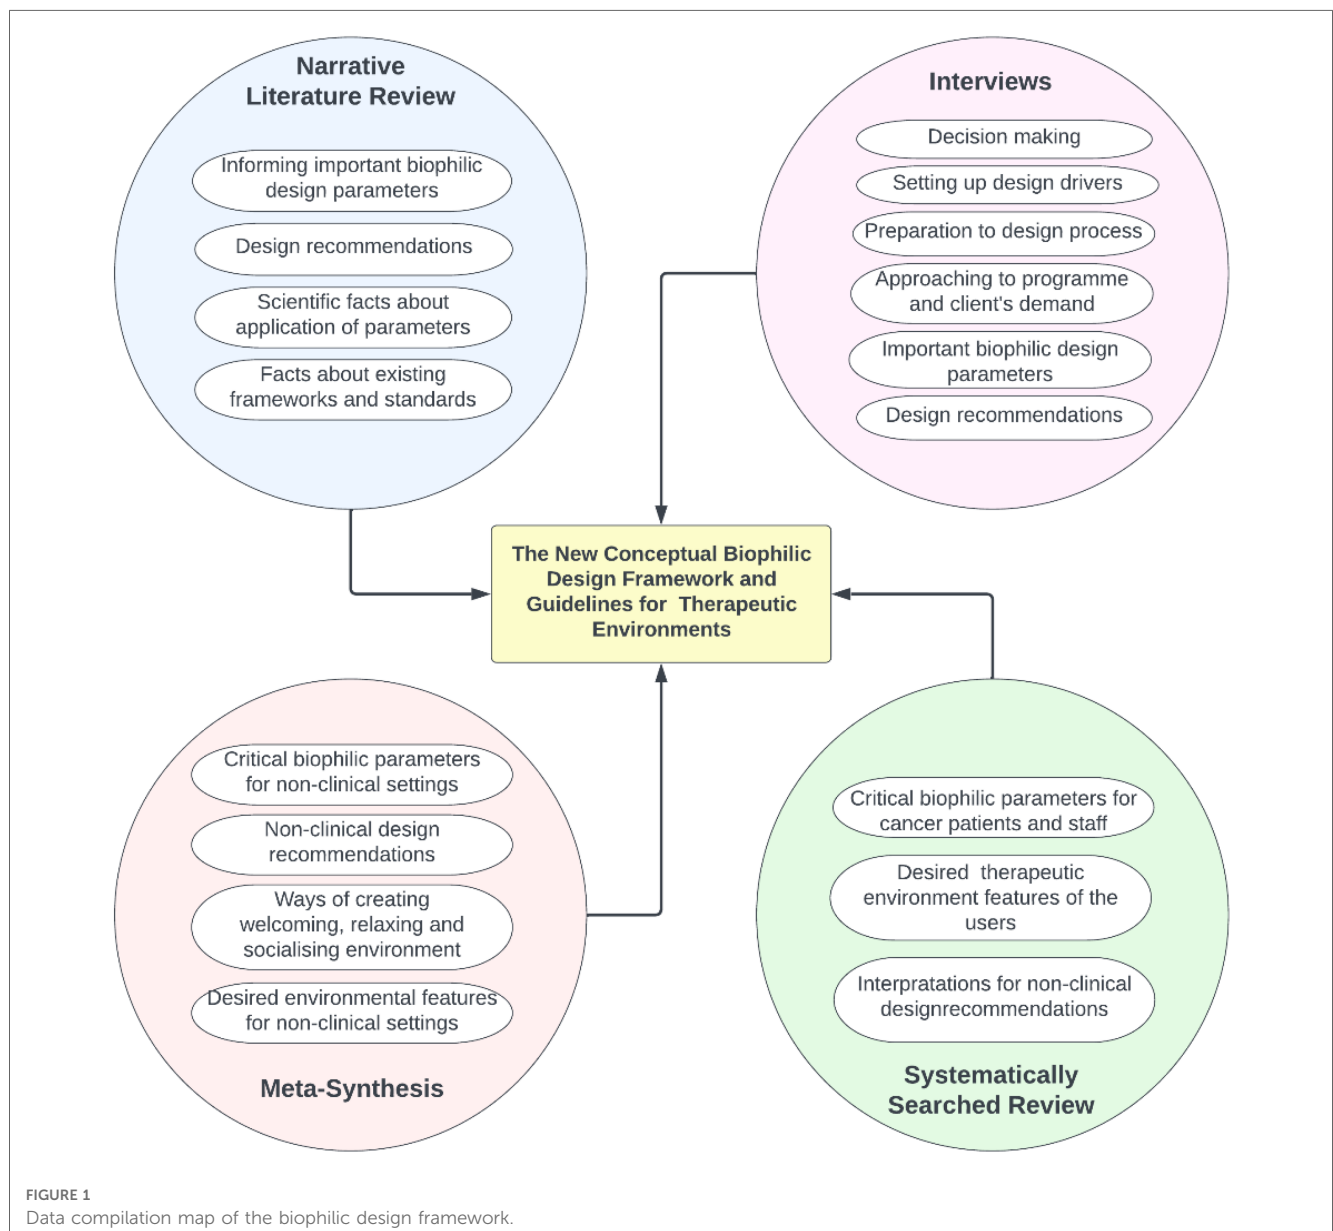 Narrative
Literature Review
Informing important biophilic
design parameters
Design recommendations
Scientific facts about
application of parameters
Facts about existing
frameworks and standards
Interviews
Decision making
Setting up design drivers
Preparation to design process
Approaching to programme
and client's demand
Important biophilic design
parameters
Design recommendations
The New Conceptual Biophilic
Design Framework and
Guidelines for Therapeutic
Environments
Critical biophilic parameters
for non-clinical settings
Non-clinical design
recommendations
Ways of creating
welcoming, relaxing and
socialising environment
Desired environmental features
for non-clinical settings
Meta-Synthesis
Critical biophilic parameters for
cancer patients and staff
Desired therapeutic
environment features of the
users
Interpratations for non-clinical
designrecommendations
Systematically
Searched Review
FIGURE 1
Data compilation map of the biophilic design framework.